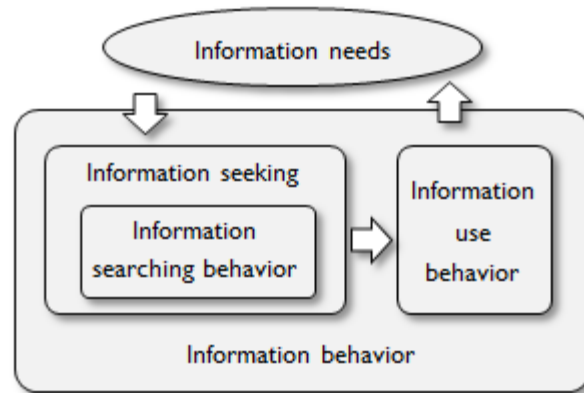 Information needs
Information seeking
Information
searching behavior
Information
use
behavior
Information behavior